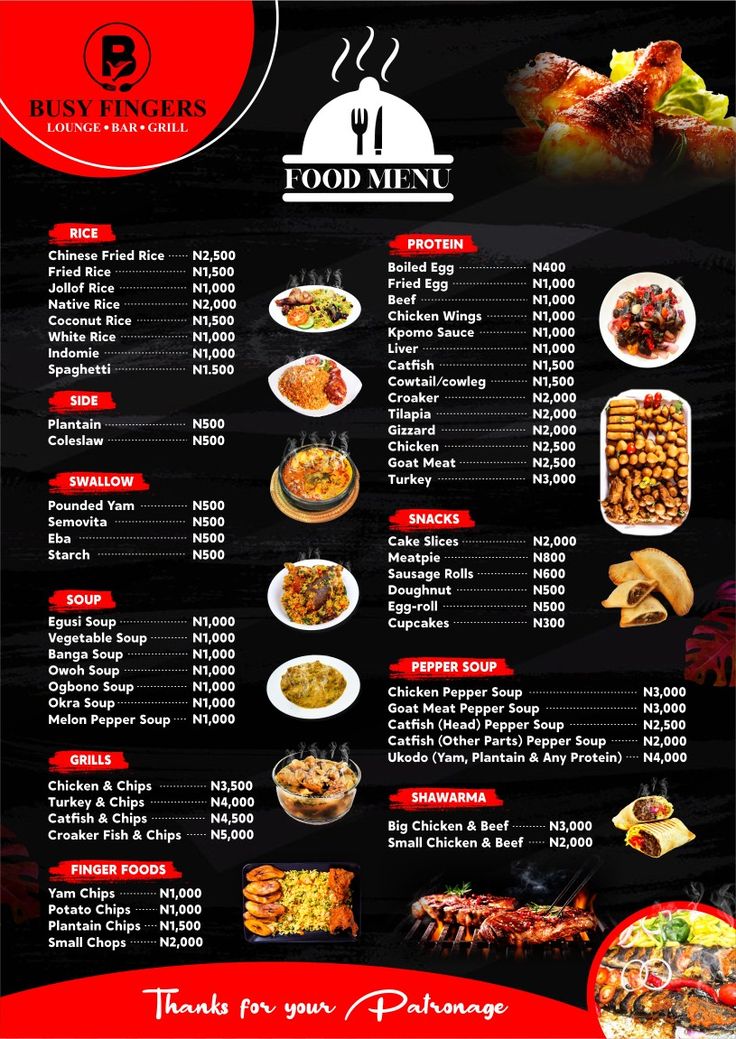 B
BUSY FINGERS
LOUNGE • BAR • GRILL
FOOD MENU
RICE
Chinese Fried Rice ······ N2,500
Fried Rice ······ N1,500
Jollof Rice ······ N1,000
Native Rice ······ N2,000
Coconut Rice ······ N1,500
White Rice ······ N1,000
Indomie ······ N1,000
Spaghetti ······ N1.500
SIDE
Plantain ······ N500
Coleslaw ······ N500
SWALLOW
Pounded Yam ······ N500
Semovita ······ N500
Eba ······ N500
Starch ······ N500
SOUP
Egusi Soup ······ N1,000
Vegetable Soup ······ N1,000
Banga Soup ······ N1,000
Owoh Soup ······ N1,000
Ogbono Soup ······ N1,000
Okra Soup ······ N1,000
Melon Pepper Soup ··· N1,000
GRILLS
Chicken & Chips ······ N3,500
Turkey & Chips ······ N4,000
Catfish & Chips ······ N4,500
Croaker Fish & Chips ····· N5,000
FINGER FOODS
Yam Chips ······ N1,000
Potato Chips ······ N1,000
Plantain Chips ··· N1,500
Small Chops ······ N2,000
PROTEIN
Boiled Egg ······ N400
Fried Egg ······ N1,000
Beef ······ N1,000
Chicken Wings ······ N1,000
Kpomo Sauce ······ N1,000
Liver ······ N1,000
Catfish ······ N1,500
Cowtail/cowleg ······ N1,500
Croaker ······ N2,000
Tilapia ······ N2,000
Gizzard ······ N2,000
Chicken ······ N2,500
Goat Meat ······ N2,500
Turkey ······ N3,000
SNACKS
Cake Slices ······ N2,000
Meatpie ······ N800
Sausage Rolls ······ N600
Doughnut ······ N500
Egg-roll ······ N500
Cupcakes ······ N300
PEPPER SOUP
Chicken Pepper Soup ······ N3,000
Goat Meat Pepper Soup ······ N3,000
Catfish (Head) Pepper Soup ······ N2,500
Catfish (Other Parts) Pepper Soup ······ N2,000
Ukodo (Yam, Plantain & Any Protein) ···· N4,000
SHAWARMA
Big Chicken & Beef ······ N3,000
Small Chicken & Beef ···· N2,000
Thanks for your Patronage